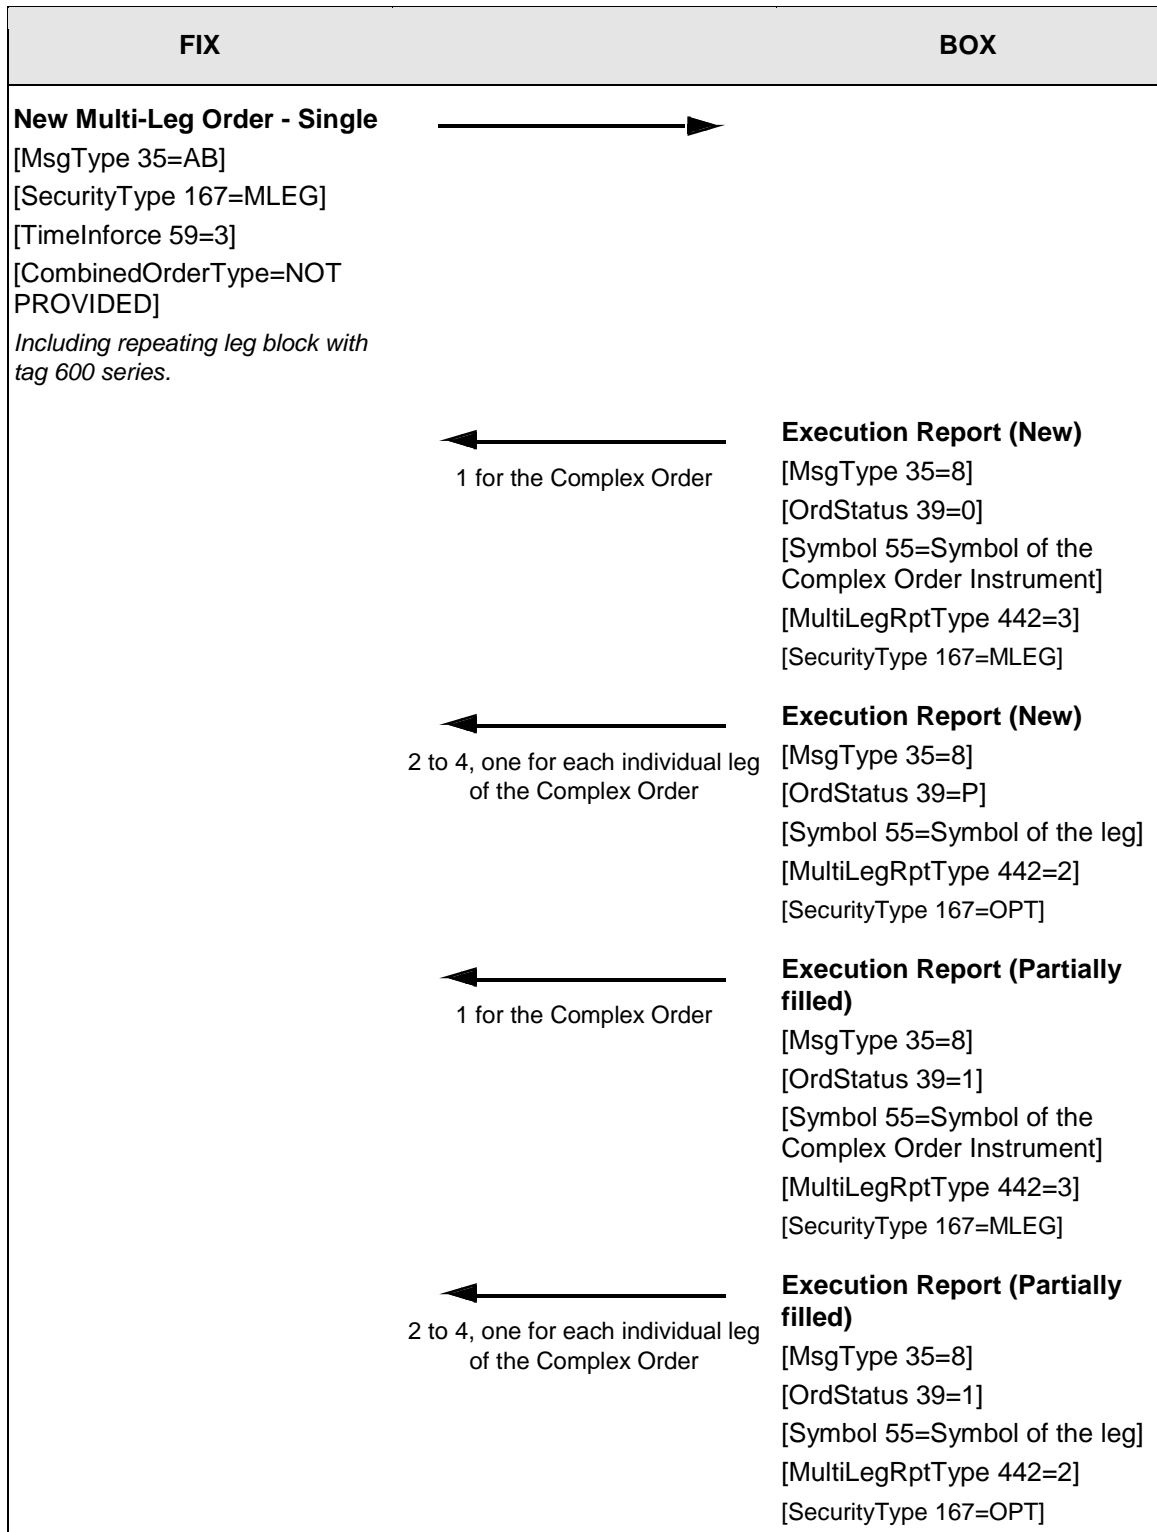 FIX
BOX
New Multi-Leg Order - Single
[MsgType 35=AB]
[SecurityType 167=MLEG]
[TimeInforce 59=3]
[CombinedOrderType=NOT
PROVIDED]
Including repeating leg block with
tag 600 series.
Execution Report (New)
1 for the Complex Order
[MsgType 35=8]
[OrdStatus 39=0]
[Symbol 55=Symbol of the
Complex Order Instrument]
[MultiLegRptType 442=3]
[SecurityType 167=MLEG]
Execution Report (New)
2 to 4, one for each individual leg
of the Complex Order
[MsgType 35=8]
[OrdStatus 39=P]
[Symbol 55=Symbol of the leg]
[MultiLegRptType 442=2]
[SecurityType 167=OPT]
Execution Report (Partially
filled)
1 for the Complex Order
[MsgType 35=8]
[OrdStatus 39=1]
[Symbol 55=Symbol of the
Complex Order Instrument]
[MultiLegRptType 442=3]
[SecurityType 167=MLEG]
Execution Report (Partially
filled)
2 to 4, one for each individual leg
of the Complex Order
[MsgType 35=8]
[OrdStatus 39=1]
[Symbol 55=Symbol of the leg]
[MultiLegRptType 442=2]
[SecurityType 167=OPT]